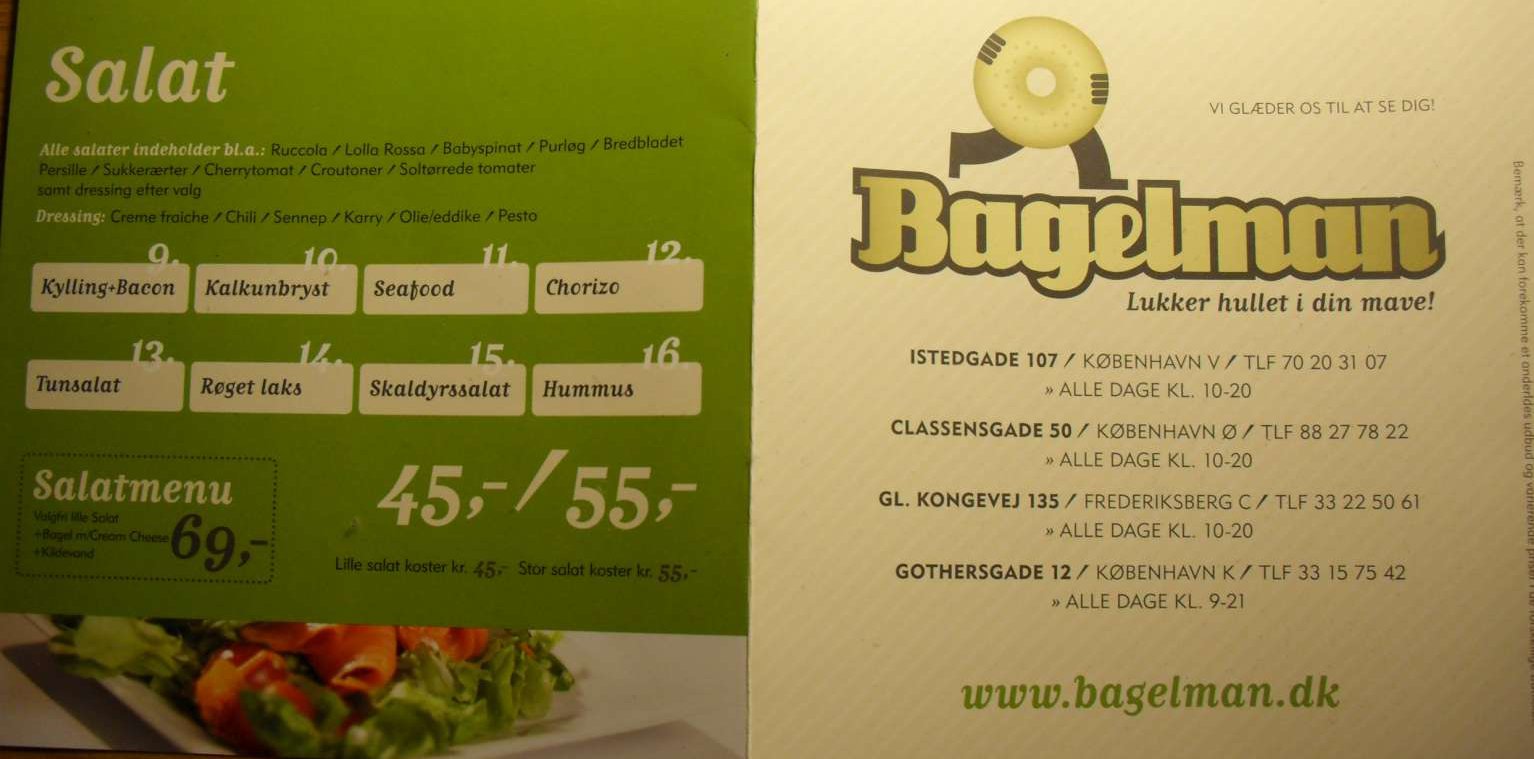 Salat
Alle salater indeholder bl.a.: Ruccola / Lolla Rossa / Babyspinat / Purløg / Bredbladet
Persille / Sukkerærter / Cherrytomat / Croutoner / Soltørrede tomater
samt dressing efter valg
Dressing: Creme fraiche / Chili / Sennep / Karry / Olie/eddike / Pesto
9. 10. 11. 12.
Kylling+Bacon Kalkunbryst Seafood Chorizo
13. 14. 15. 16
Tunsalat Røget laks Skaldyrssalat Hummus
Salatmenu
Valgfri lille Salat
+Bagel m/Cream Cheese
+Kildevand
69,-
45,-/55,-
Lille salat koster kr. 45,- Stor salat koster kr. 55,-
VI GLÆDER OS TIL AT SE DIG!
Bagelman
Lukker hullet i din mave!
ISTEDGADE 107 / KØBENHAVN V / TLF 70 20 31 07
» ALLE DAGE KL. 10-20
CLASSENSGADE 50 / KØBENHAVN Ø / TLF 88 27 78 22
» ALLE DAGE KL. 10-20
GL. KONGEVEJ 135 / FREDERIKSBERG C / TLF 33 22 50 61
» ALLE DAGE KL. 10-20
GOTHERSGADE 12 / KØBENHAVN K / TLF 33 15 75 42
» ALLE DAGE KL. 9-21
www.bagelman.dk
Bemærk, at der kan forekomme et anderldes udbud og varierende priser i